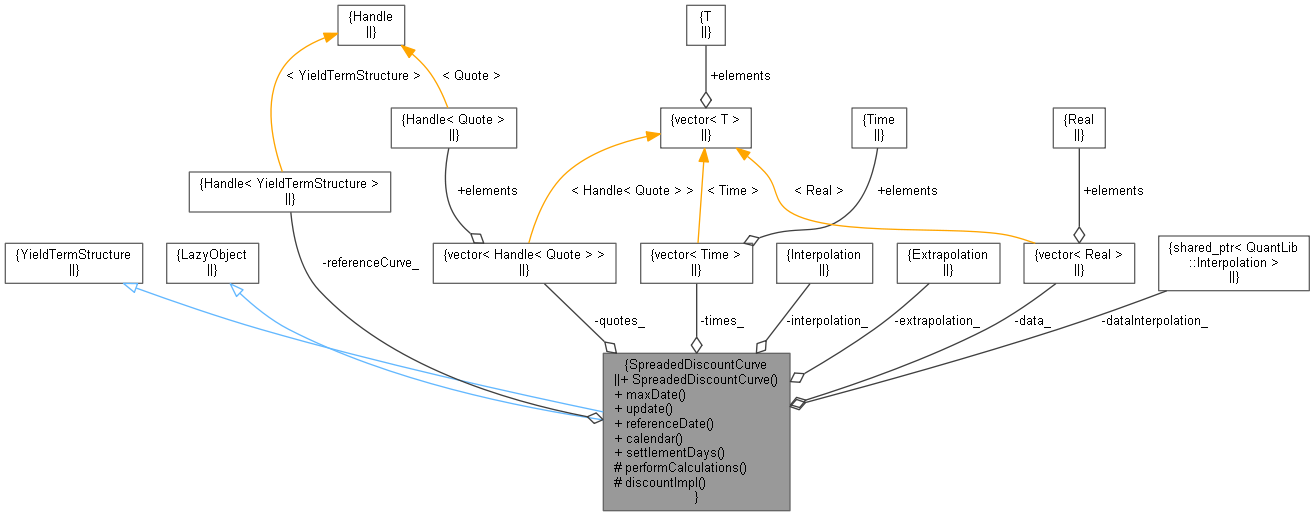 {Handle
||}
{T
||}
< YieldTermStructure >
< Quote >
+elements
{Handle< Quote >
||}
{vector< T >
||}
{Time
||}
{Real
||}
{Handle< YieldTermStructure >
||}
+elements
< Handle< Quote > >
< Time >
< Real >
+elements
+elements
{YieldTermStructure
||}
{LazyObject
||}
-referenceCurve_
{vector< Handle< Quote > >
||}
{vector< Time >
||}
{Interpolation
||}
{Extrapolation
||}
{vector< Real >
||}
{shared_ptr< QuantLib
::Interpolation >
||}
-quotes_
-times_
-interpolation_
-extrapolation_
-data_
-dataInterpolation_
{SpreadedDiscountCurve
||+ SpreadedDiscountCurve()
+ maxDate()
+ update()
+ referenceDate()
+ calendar()
+ settlementDays()
# performCalculations()
# discountImpl()
}